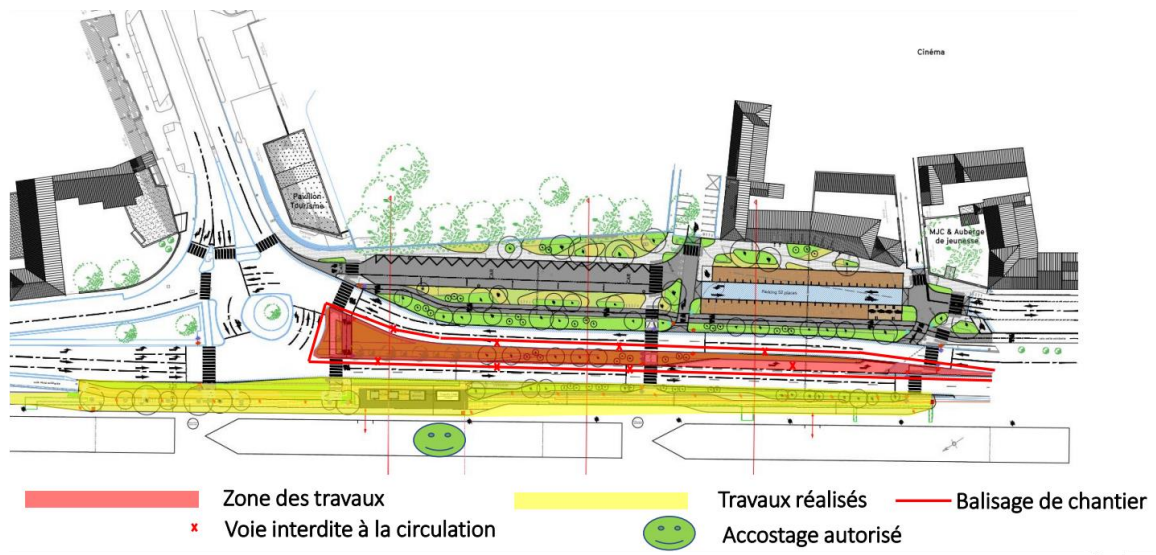 Cinéma
Pavillon
Tourisme
MJC & Auberge
de jeunesse
Parking 32 places
Zone des travaux
Travaux réalisés
Balisage de chantier
x Voie interdite à la circulation
Accostage autorisé